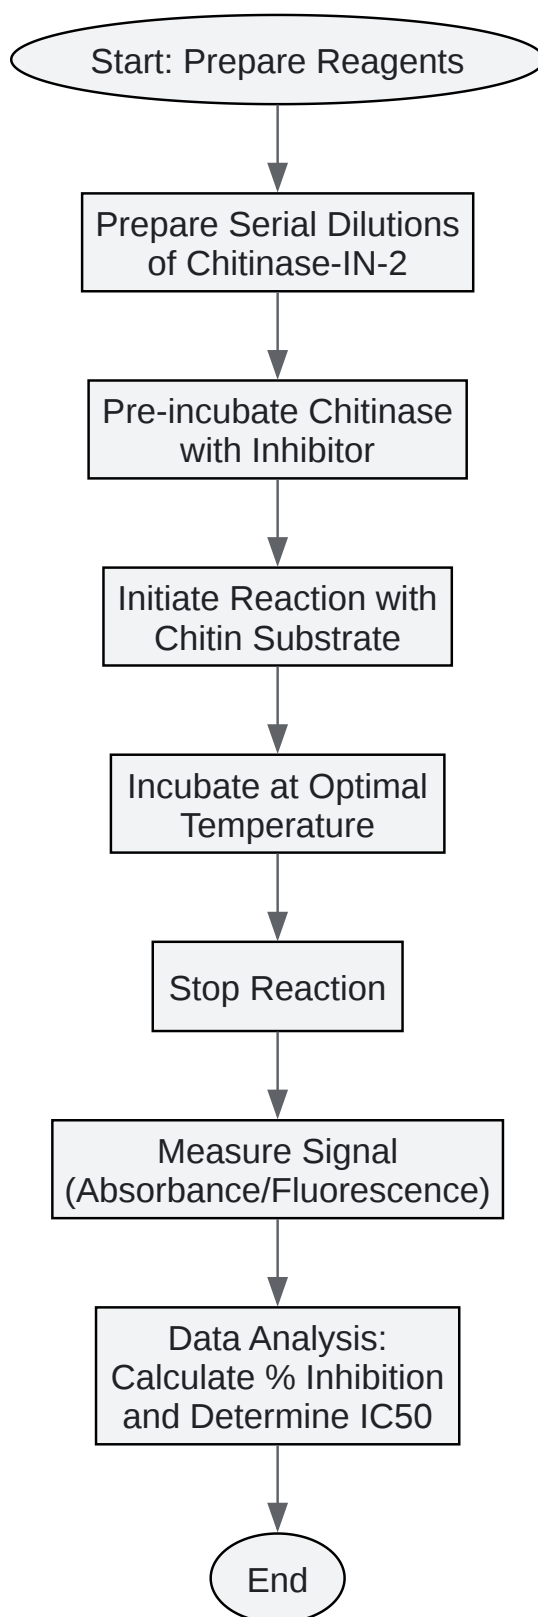 Start: Prepare Reagents
Prepare Serial Dilutions
of Chitinase-IN-2
Pre-incubate Chitinase
with Inhibitor
Initiate Reaction with
Chitin Substrate
Incubate at Optimal
Temperature
Stop Reaction
Measure Signal
(Absorbance/Fluorescence)
Data Analysis:
Calculate % Inhibition
and Determine IC50
End